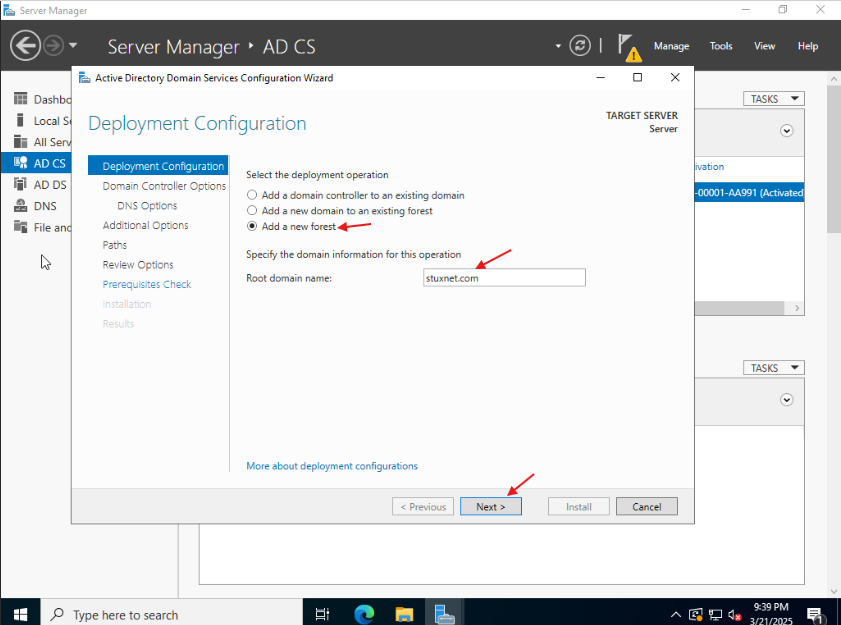 Server Manager
Server Manager ‣ AD CS
Manage Tools View Help
Active Directory Domain Services Configuration Wizard
Deployment Configuration
TARGET SERVER
Server
Dashbo
Local Se
All Serv
AD CS
AD DS
DNS
File and
Deployment Configuration
Domain Controller Options
DNS Options
Additional Options
Paths
Review Options
Prerequisites Check
Installation
Results
Select the deployment operation
Add a domain controller to an existing domain
Add a new domain to an existing forest
Add a new forest
Specify the domain information for this operation
Root domain name: stuxnet.com
More about deployment configurations
< Previous Next > Install Cancel
TASKS
ivation
-00001-AA991 (Activated
TASKS
Type here to search
9:39 PM
3/21/2025
1